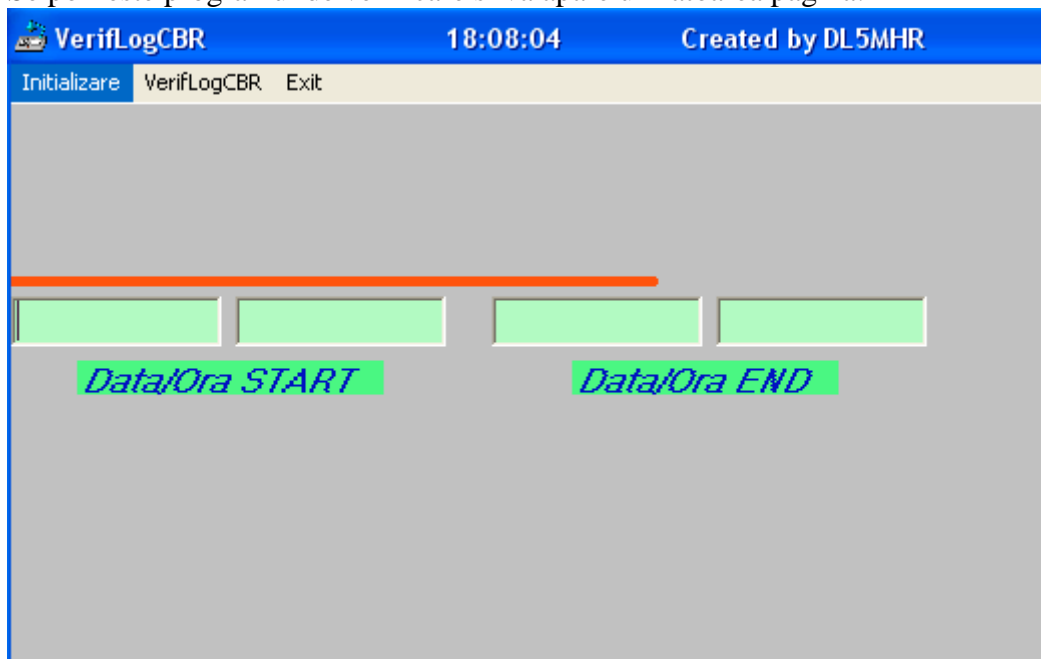 VerifLogCBR 18:08:04 Created by DL5MHR
Initializare VerifLogCBR Exit
Data/Ora START Data/Ora END